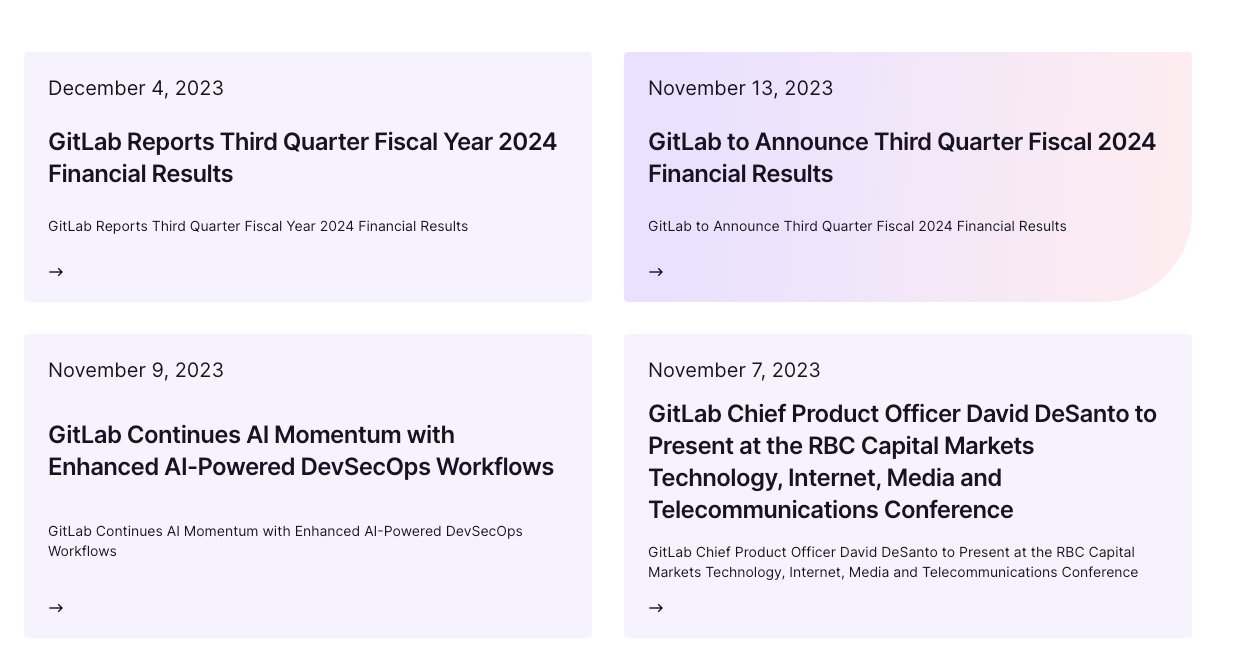 December 4, 2023
GitLab Reports Third Quarter Fiscal Year 2024
Financial Results
GitLab Reports Third Quarter Fiscal Year 2024 Financial Results
→
November 13, 2023
GitLab to Announce Third Quarter Fiscal 2024
Financial Results
GitLab to Announce Third Quarter Fiscal 2024 Financial Results
→
November 9, 2023
GitLab Continues AI Momentum with
Enhanced AI-Powered DevSecOps Workflows
GitLab Continues AI Momentum with Enhanced AI-Powered DevSecOps
Workflows
→
November 7, 2023
GitLab Chief Product Officer David DeSanto to
Present at the RBC Capital Markets
Technology, Internet, Media and
Telecommunications Conference
GitLab Chief Product Officer David DeSanto to Present at the RBC Capital
Markets Technology, Internet, Media and Telecommunications Conference
→